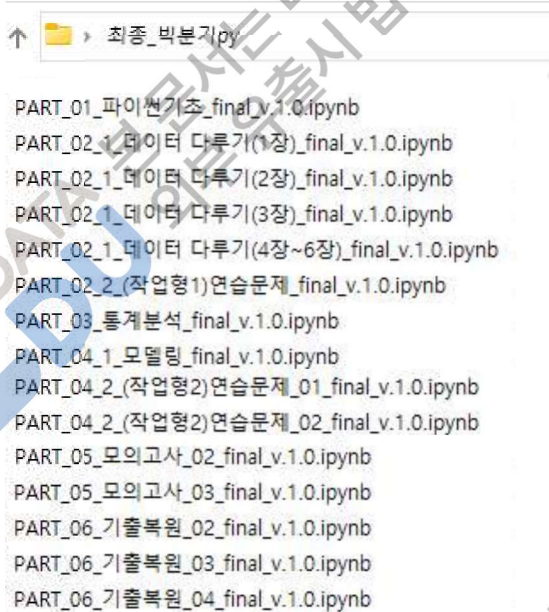 최종_빅분기py
PART_01_파이썬기초_final_v.1.0.ipynb
PART_02_1_데이터 다루기(1장)_final_v.1.0.ipynb
PART_02_1_데이터 다루기(2장)_final_v.1.0.ipynb
PART_02_1_데이터 다루기(3장)_final_v.1.0.ipynb
PART_02_1_데이터 다루기(4장~6장)_final_v.1.0.ipynb
PART_02_2_(작업형1)연습문제_final_v.1.0.ipynb
PART_03_통계분석_final_v.1.0.ipynb
PART_04_1_모델링_final_v.1.0.ipynb
PART_04_2_(작업형2)연습문제_01_final_v.1.0.ipynb
PART_04_2_(작업형2)연습문제_02_final_v.1.0.ipynb
PART_05_모의고사_02_final_v.1.0.ipynb
PART_05_모의고사_03_final_v.1.0.ipynb
PART_06_기출복원_02_final_v.1.0.ipynb
PART_06_기출복원_03_final_v.1.0.ipynb
PART_06_기출복원_04_final_v.1.0.ipynb